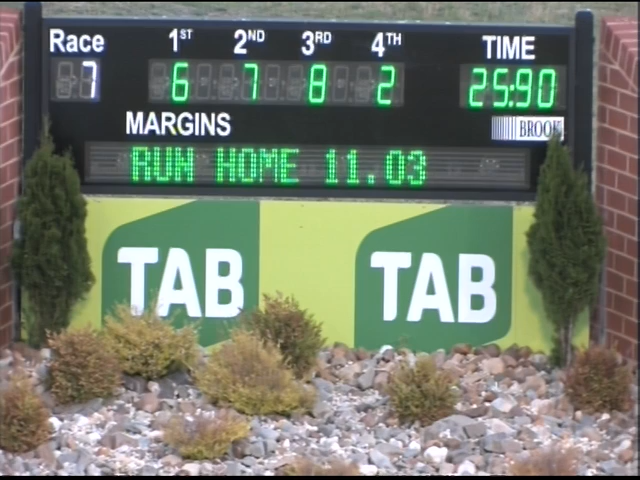 Race 1ST 2ND 3RD 4TH TIME
7 6 7 8 2 25:90
MARGINS BROOK
RUN HOME 11.03
TAB TAB